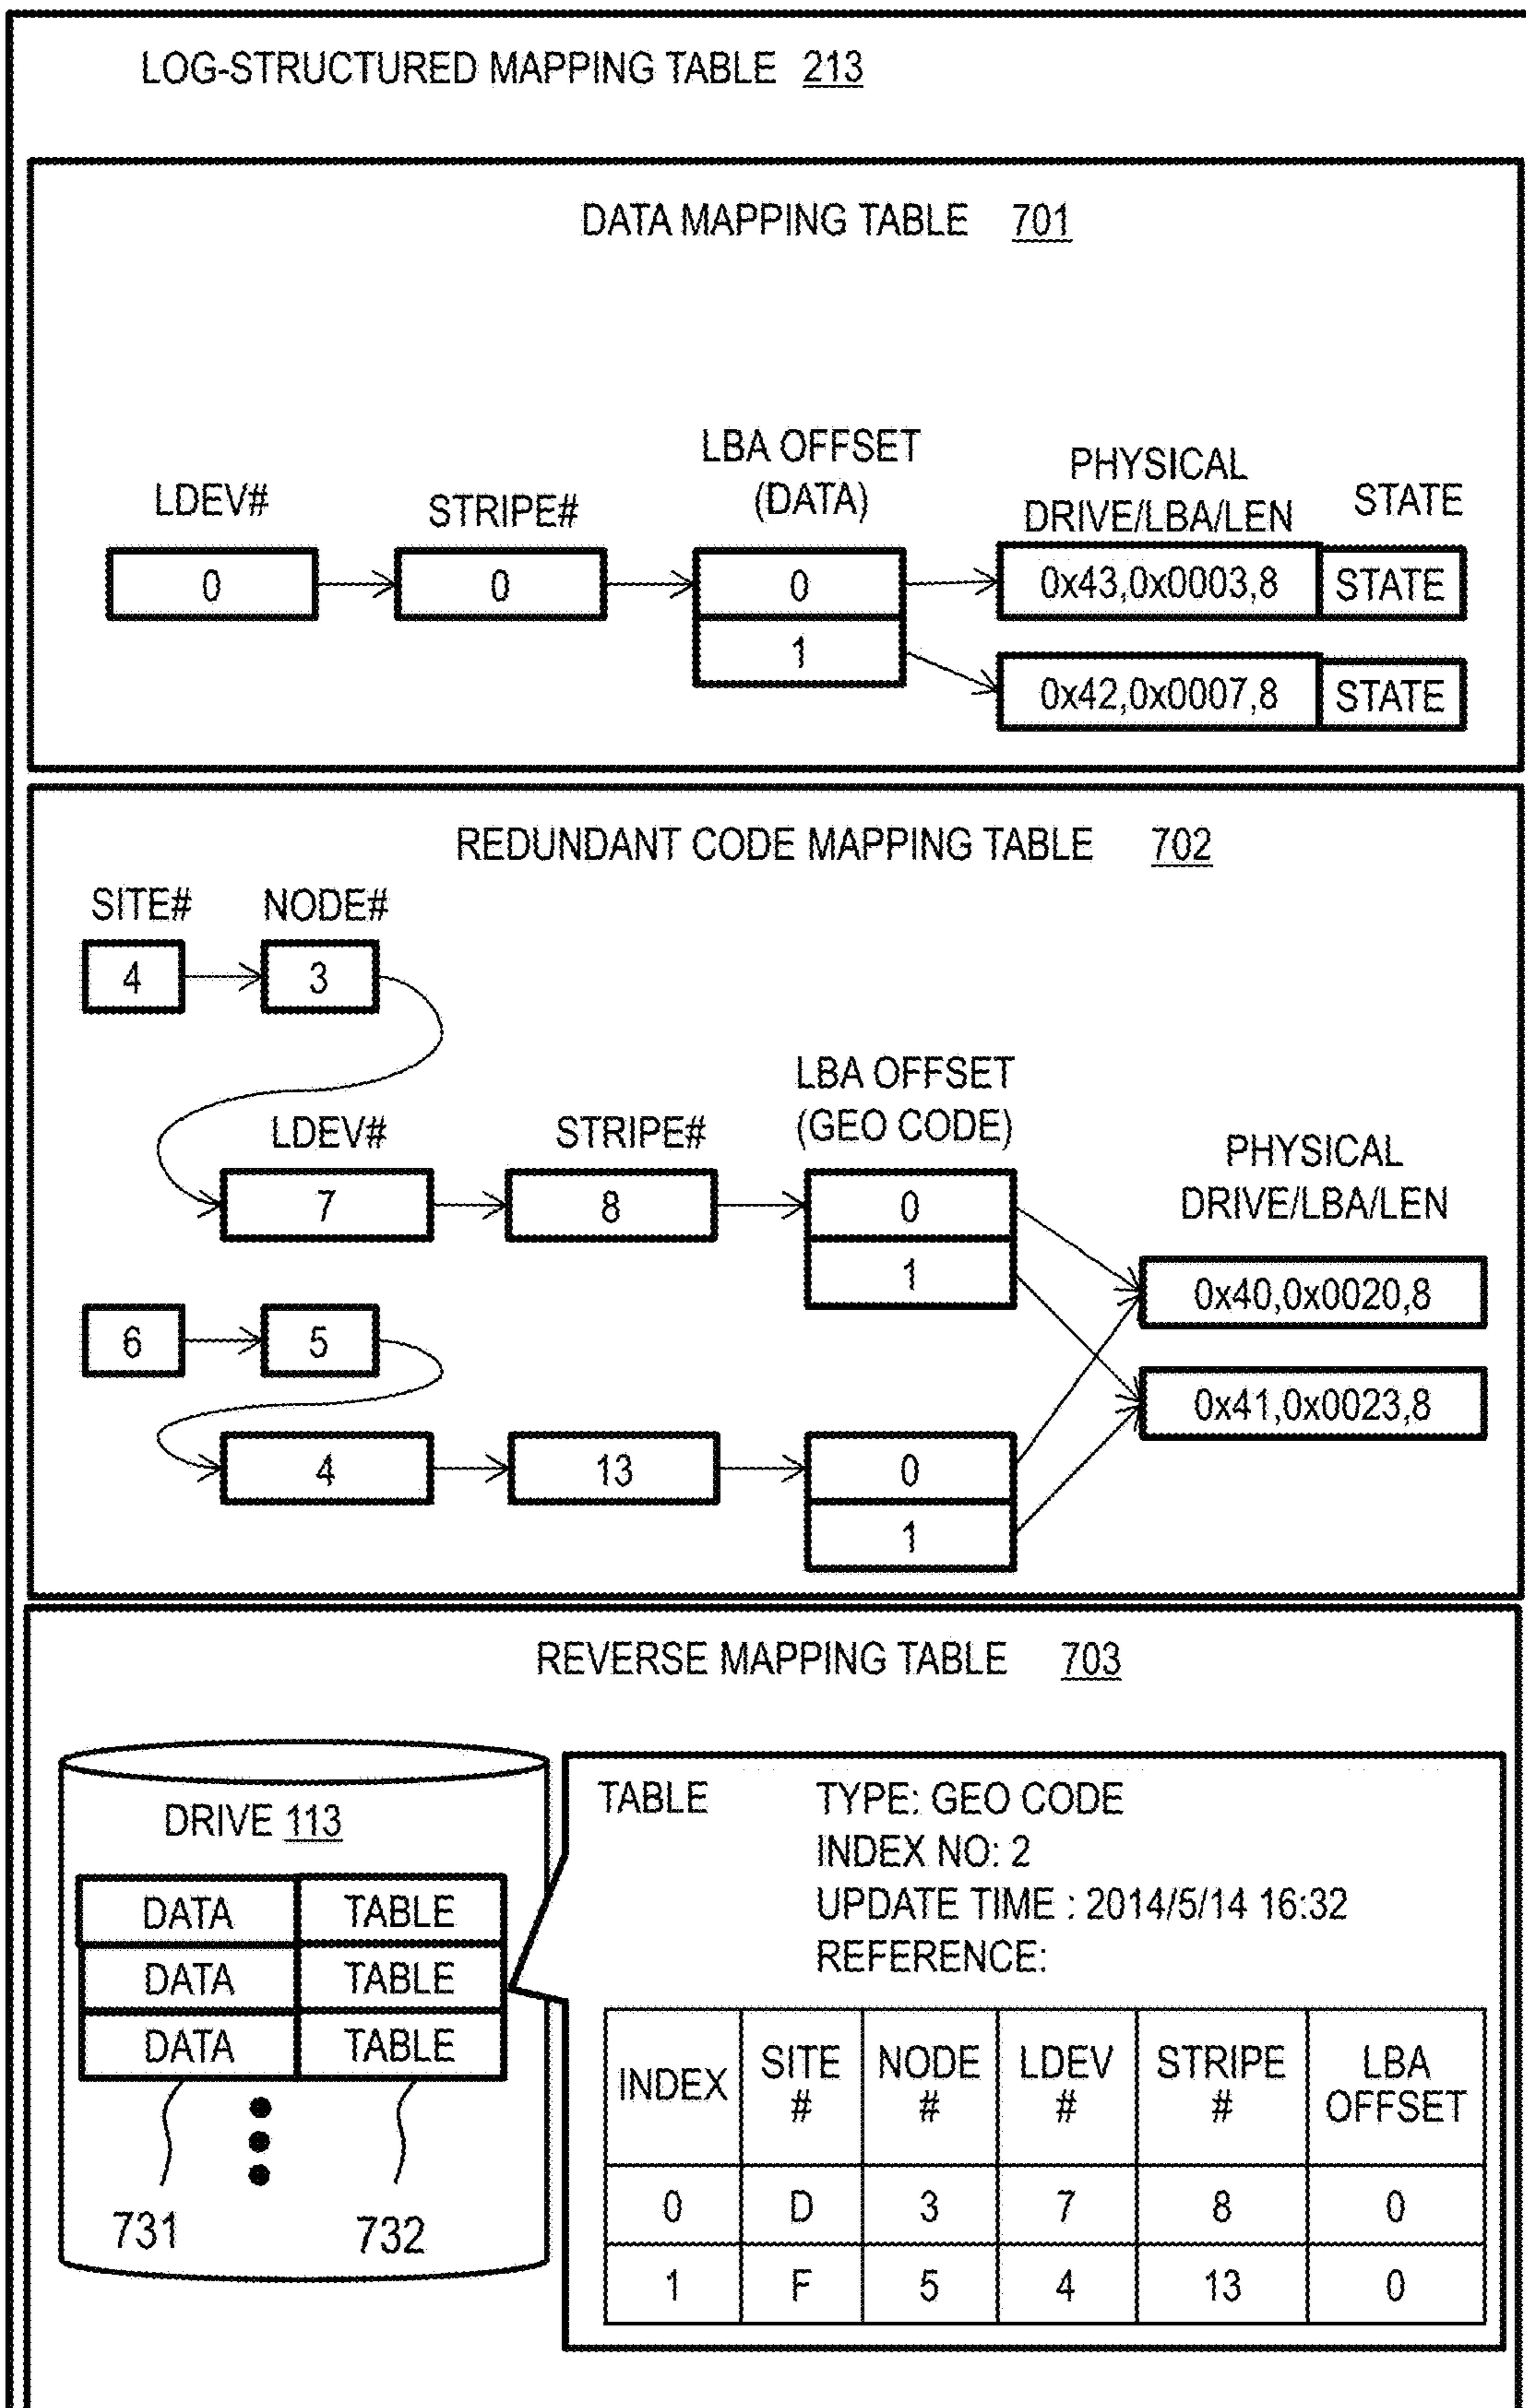 LOG-STRUCTURED MAPPING TABLE 213
DATA MAPPING TABLE 701
LDEV#
STRIPE#
LBA OFFSET
(DATA)
PHYSICAL
DRIVE/LBA/LEN
STATE
0
0
0
0x43,0x0003,8
STATE
1
0x42,0x0007,8
STATE
REDUNDANT CODE MAPPING TABLE 702
SITE#
NODE#
4
3
LDEV#
STRIPE#
LBA OFFSET
(GEO CODE)
PHYSICAL
DRIVE/LBA/LEN
7
8
0
1
0x40,0x0020,8
6
5
0x41,0x0023,8
4
13
0
1
REVERSE MAPPING TABLE 703
DRIVE 113
DATA TABLE
DATA TABLE
DATA TABLE
731
732
TABLE
TYPE: GEO CODE
INDEX NO: 2
UPDATE TIME : 2014/5/14 16:32
REFERENCE:
INDEX SITE # NODE # LDEV # STRIPE # LBA OFFSET
0 D 3 7 8 0
1 F 5 4 13 0